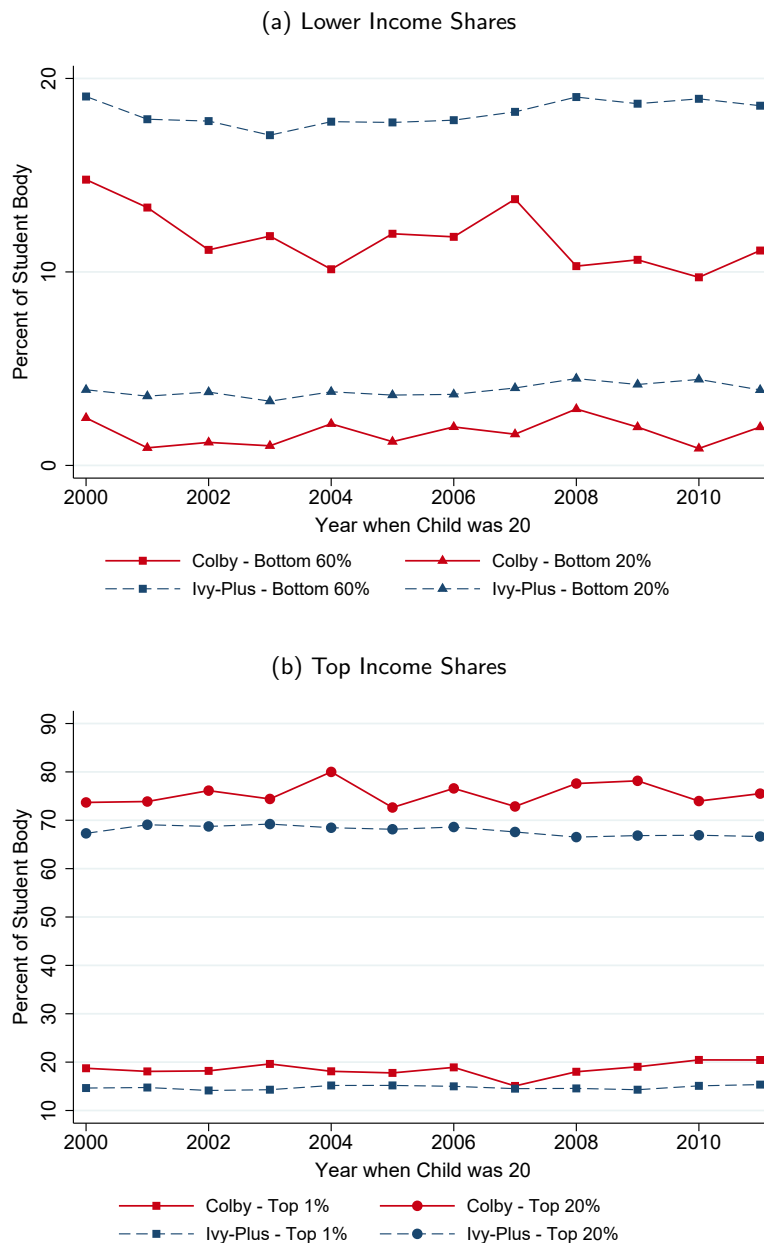 (a) Lower Income Shares
20
10
0
Percent of Student Body
2000 2002 2004 2006 2008 2010
Year when Child was 20
Colby - Bottom 60% Colby - Bottom 20%
Ivy-Plus - Bottom 60% Ivy-Plus - Bottom 20%
(b) Top Income Shares
90
80
70
60
50
40
30
20
10
Percent of Student Body
2000 2002 2004 2006 2008 2010
Year when Child was 20
Colby - Top 1% Colby - Top 20%
Ivy-Plus - Top 1% Ivy-Plus - Top 20%